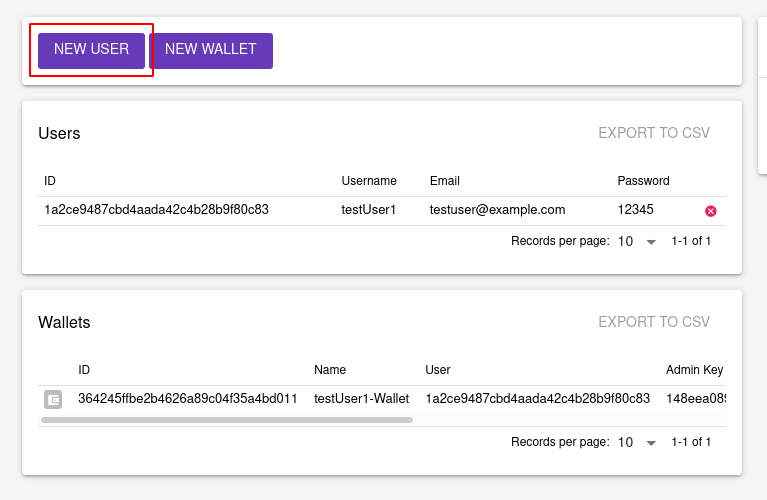 NEW USER NEW WALLET
Users EXPORT TO CSV
ID Username Email Password
1a2ce9487cbd4aada42c4b28b9f80c83 testUser1 testuser@example.com 12345
Records per page: 10 1-1 of 1
Wallets EXPORT TO CSV
ID Name User Admin Key
364245ffbe2b4626a89c04f35a4bd011 testUser1-Wallet 1a2ce9487cbd4aada42c4b28b9f80c83 148eea089
Records per page: 10 1-1 of 1